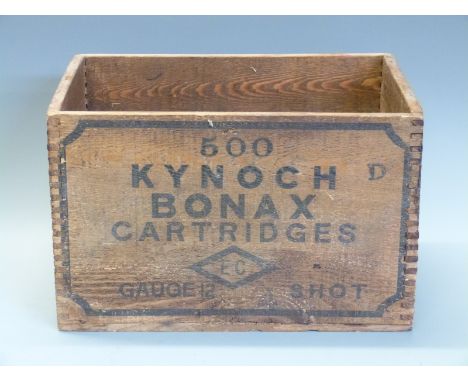 500
KYNOCH D
BONAX
CARTRIDGES
EC
GAUGE 12 SHOT